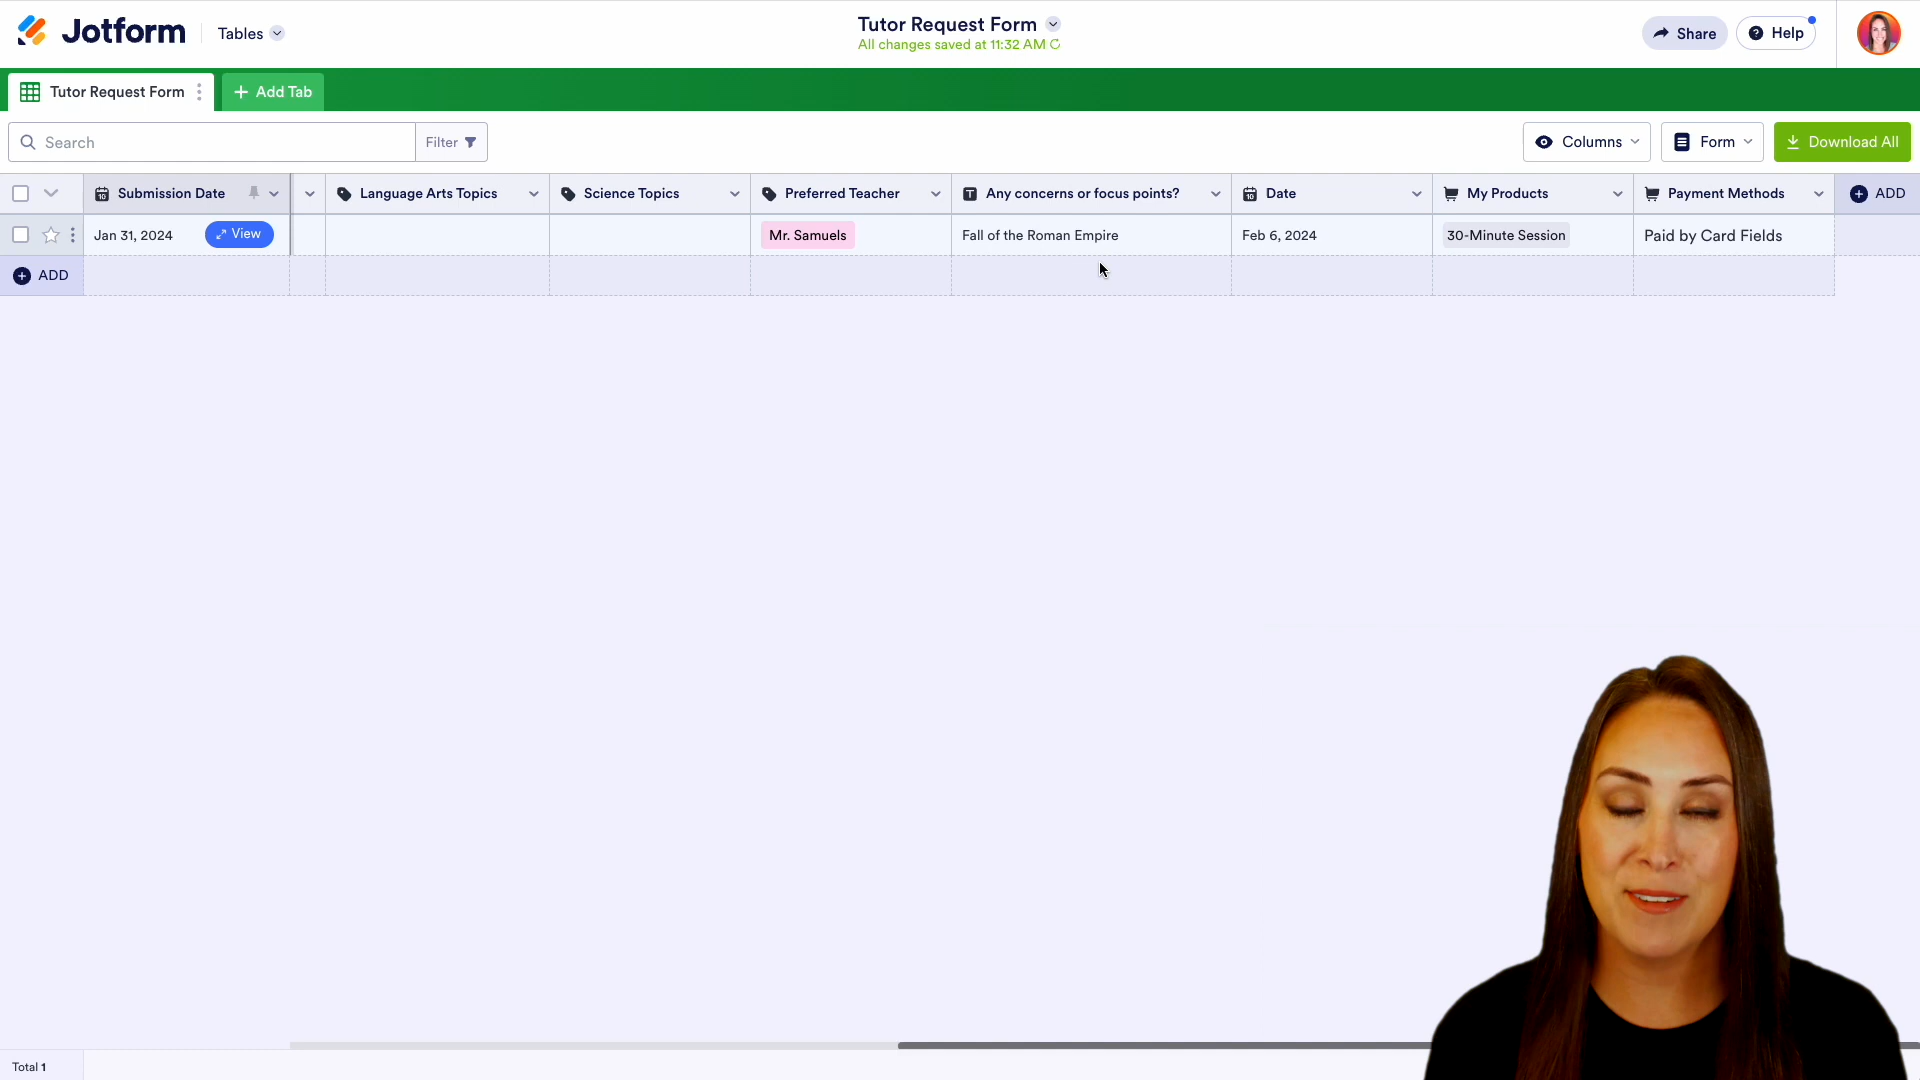 Jotform
Tables
Tutor Request Form
All changes saved at 11:32 AM
Share
Help
Tutor Request Form
Add Tab
Search
Filter
Columns
Form
Download All
Submission Date
Language Arts Topics
Science Topics
Preferred Teacher
Any concerns or focus points?
Date
My Products
Payment Methods
ADD
Jan 31, 2024
View
Mr. Samuels
Fall of the Roman Empire
Feb 6, 2024
30-Minute Session
Paid by Card Fields
ADD
Total 1